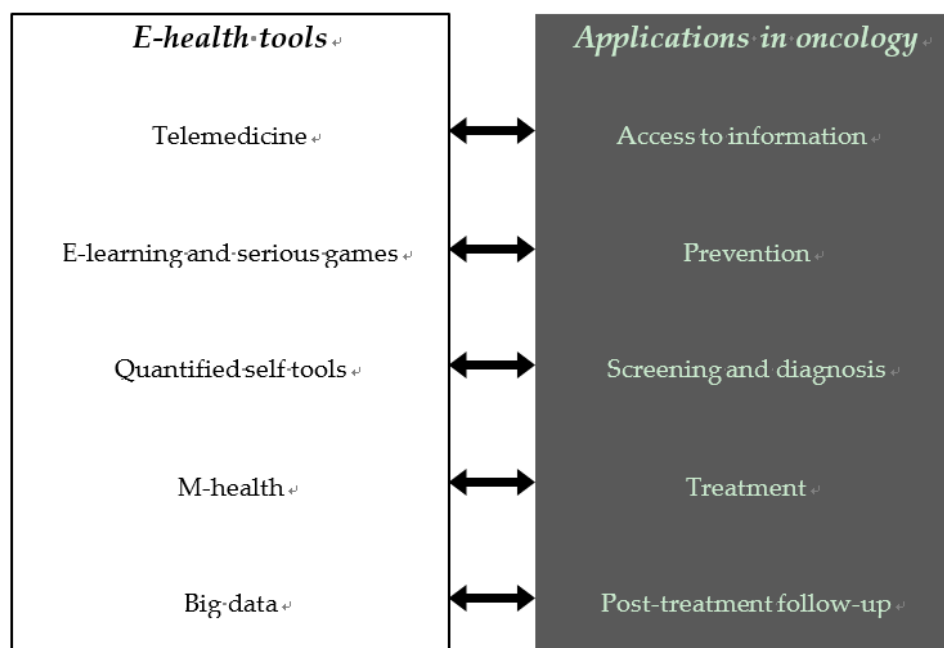 E-health tools
Applications in oncology
Telemedicine
Access to information
E-learning and serious games
Prevention
Quantified self tools
Screening and diagnosis
M-health
Treatment
Big data
Post-treatment follow-up